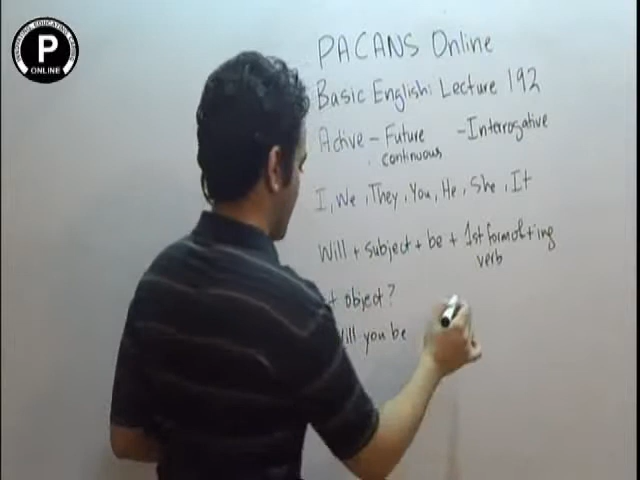 P
ONLINE
PACANS Online
Basic English: Lecture 192
Active - Future - Interrogative
continuous
I, We, They, You, He, She, It
Will + subject + be + 1st form of + ing
verb
+ object?
you be